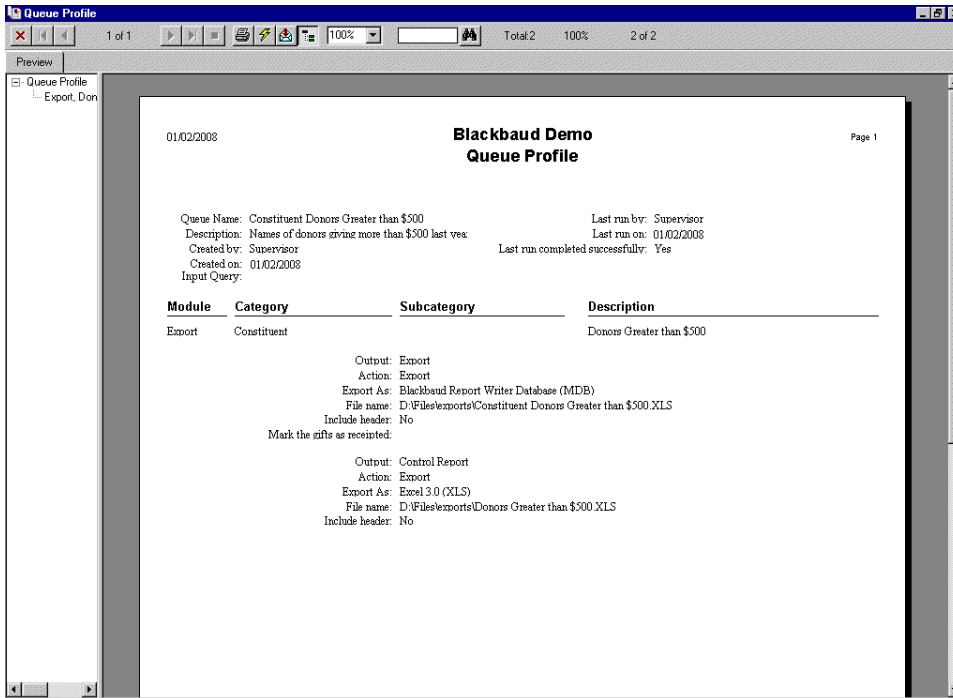 Queue Profile
1 of 1 100% Total:2 100% 2 of 2
Preview
Queue Profile
Export, Don
01/02/2008 Blackbaud Demo Page 1
Queue Profile
Queue Name: Constituent Donors Greater than $500 Last run by: Supervisor
Description: Names of donors giving more than $500 last yea Last run on: 01/02/2008
Created by: Supervisor Last run completed successfully: Yes
Created on: 01/02/2008
Input Query:
Module Category Subcategory Description
Export Constituent Donors Greater than $500
Output: Export
Action: Export
Export As: Blackbaud Report Writer Database (MDB)
File name: D:\Files\exports\Constituent Donors Greater than $500.XLS
Include header: No
Mark the gifts as receipted:
Output: Control Report
Action: Export
Export As: Excel 3.0 (XLS)
File name: D:\Files\exports\Donors Greater than $500.XLS
Include header: No